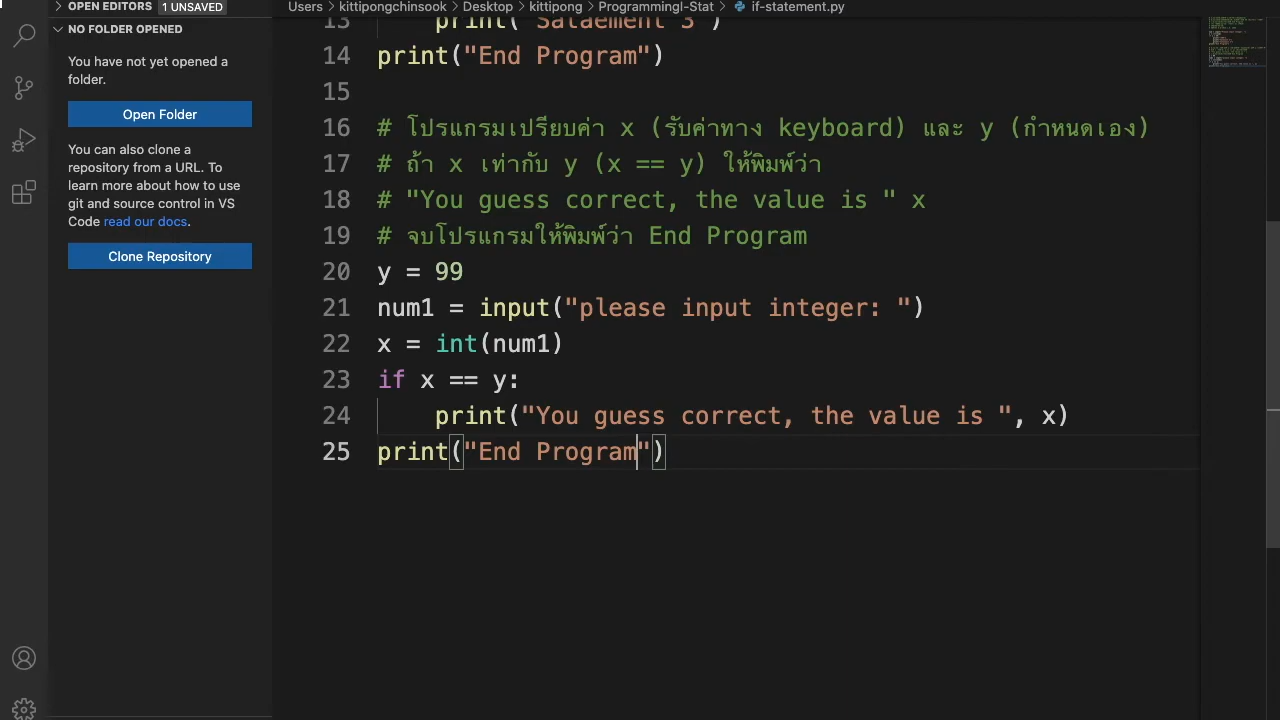 OPEN EDITORS 1 UNSAVED
NO FOLDER OPENED
You have not yet opened a
folder.
Open Folder
You can also clone a
repository from a URL. To
learn more about how to use
git and source control in VS
Code read our docs.
Clone Repository
Users > kittipongchinsook > Desktop > kittipong > ProgrammingI-Stat > if-statement.py
13 print("Sataement 3")
14 print("End Program")
15
16 # โปรแกรมเปรียบค่า x (รับค่าทาง keyboard) และ y (กำหนดเอง)
17 # ถ้า x เท่ากับ y (x == y) ให้พิมพ์ว่า
18 # "You guess correct, the value is " x
19 # จบโปรแกรมให้พิมพ์ว่า End Program
20 y = 99
21 num1 = input("please input integer: ")
22 x = int(num1)
23 if x == y:
24 print("You guess correct, the value is ", x)
25 print("End Program")